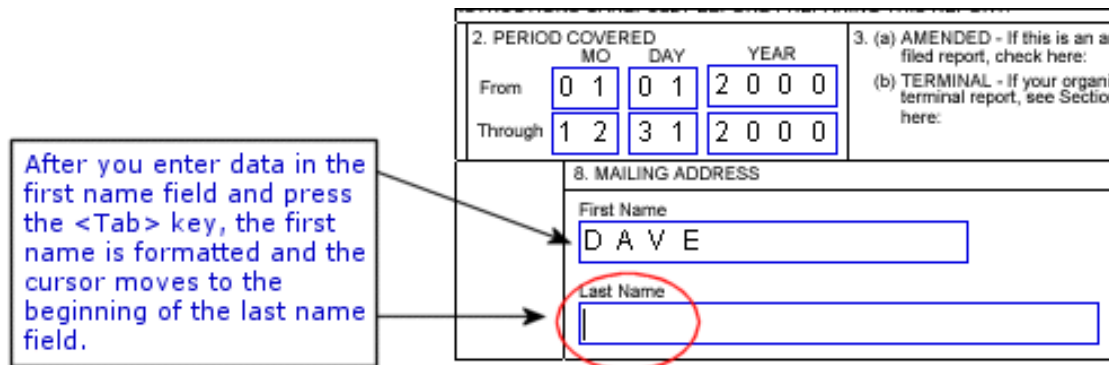 2. PERIOD COVERED
MO DAY YEAR
From 0 1 0 1 2 0 0 0
Through 1 2 3 1 2 0 0 0
3. (a) AMENDED - If this is an a
filed report, check here:
(b) TERMINAL - If your organi
terminal report, see Section
here:
After you enter data in the
first name field and press
the <Tab> key, the first
name is formatted and the
cursor moves to the
beginning of the last name
field.
8. MAILING ADDRESS
First Name
D A V E
Last Name